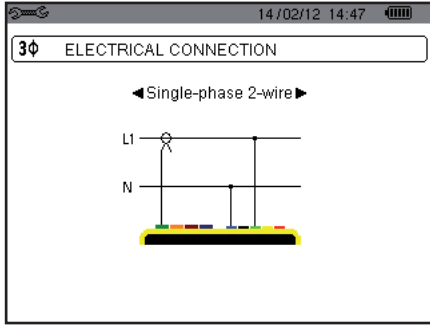 14/02/12 14:47
3ϕ ELECTRICAL CONNECTION
◄Single-phase 2-wire►
L1
N